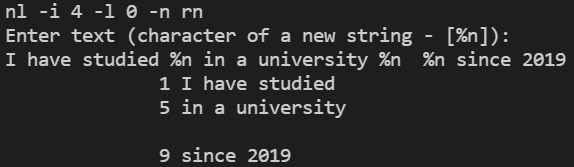 nl -i 4 -l 0 -n rn
Enter text (character of a new string - [%n]):
I have studied %n in a university %n  %n since 2019
1 I have studied
5 in a university
9 since 2019